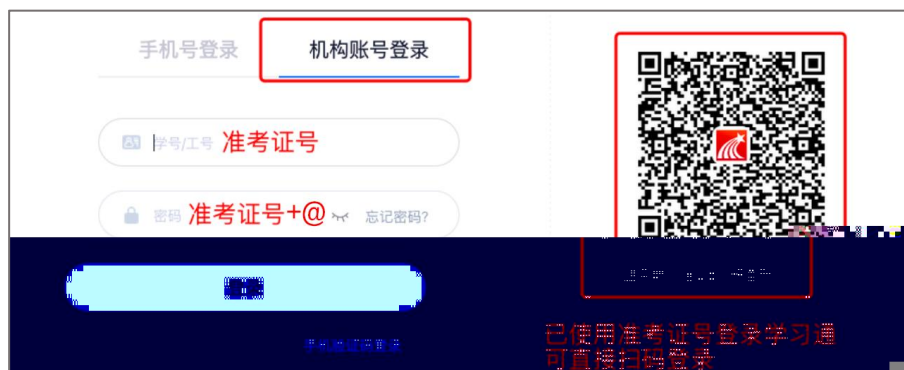 手机号登录
机构账号登录
学号/工号 准考证号
密码 准考证号+@ 忘记密码?
已使用准考证号登录学习通
可直接扫码登录